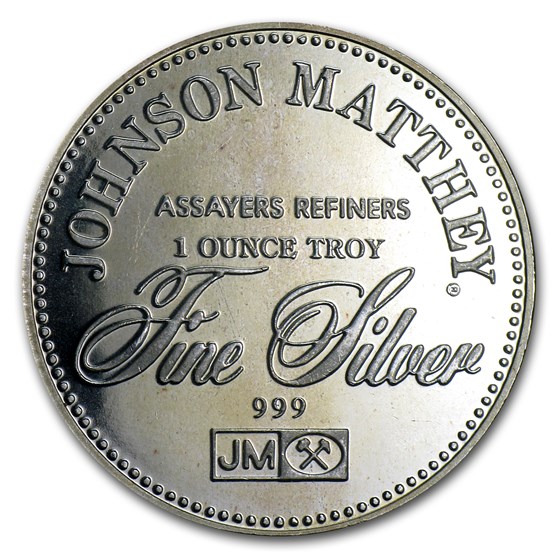 JOHNSON MATTHEY ®
ASSAYERS REFINERS
1 OUNCE TROY
Fine Silver
999
JM